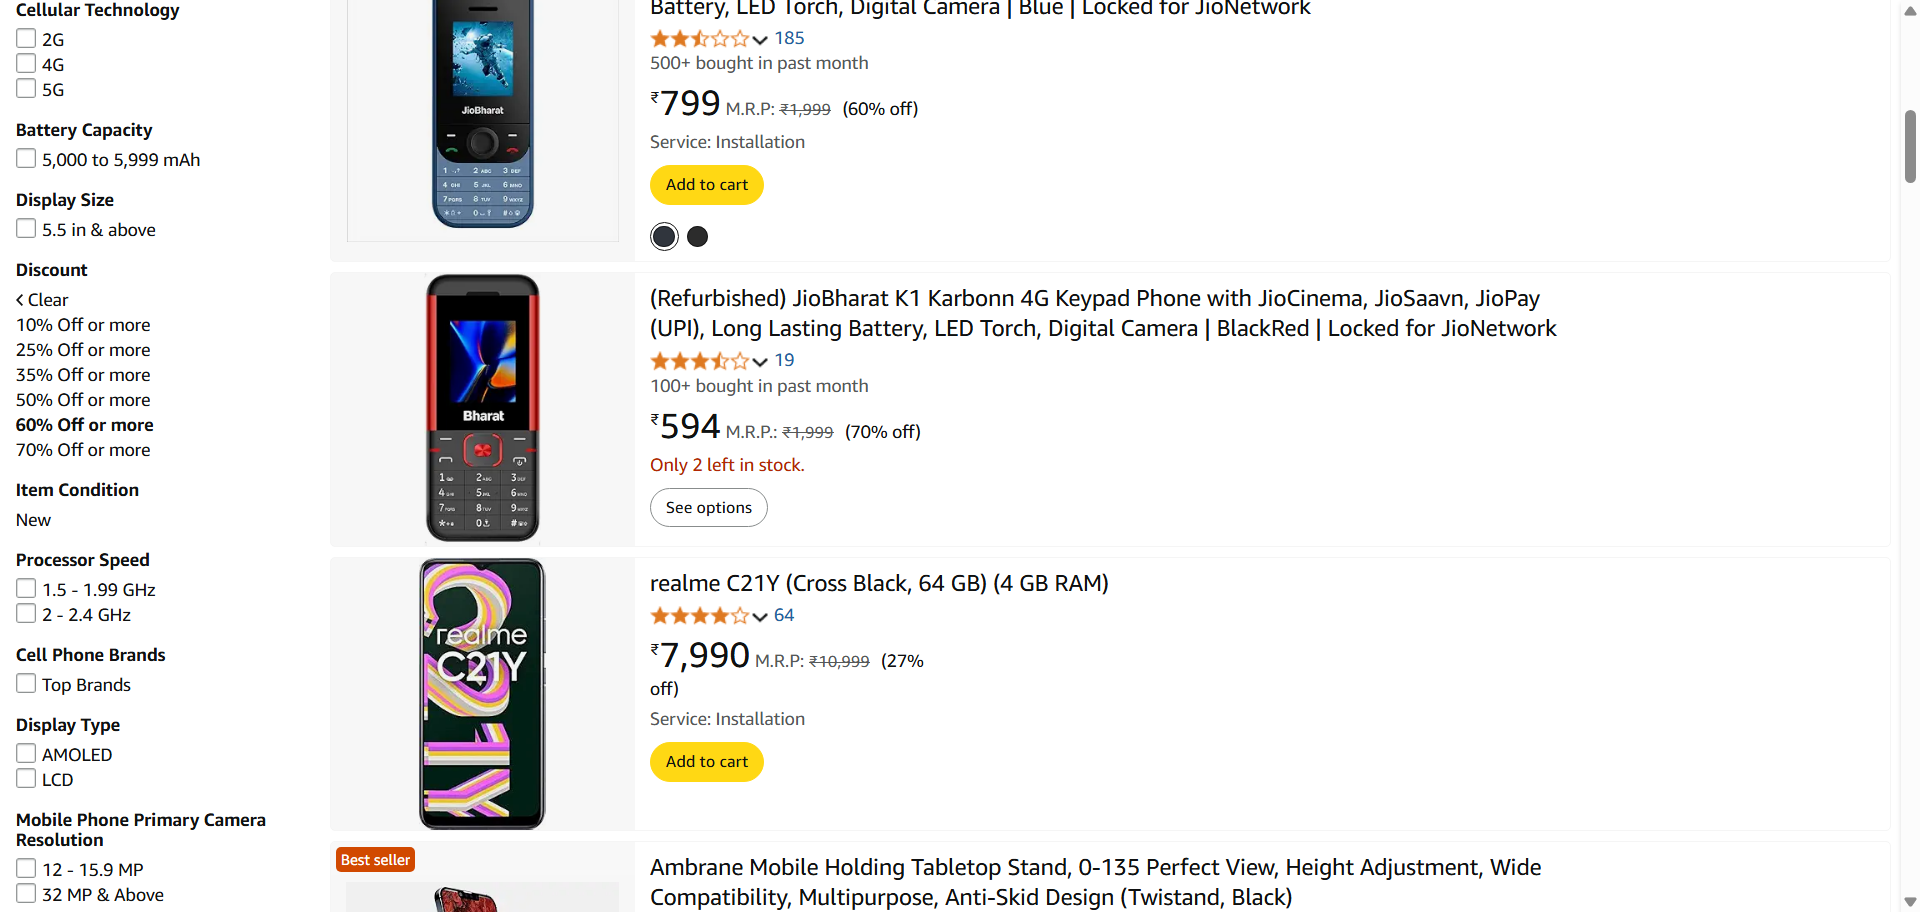 Cellular Technology
2G
4G
5G
Battery Capacity
5,000 to 5,999 mAh
Display Size
5.5 in & above
Discount
Clear
10% Off or more
25% Off or more
35% Off or more
50% Off or more
60% Off or more
70% Off or more
Item Condition
New
Processor Speed
1.5 - 1.99 GHz
2 - 2.4 GHz
Cell Phone Brands
Top Brands
Display Type
AMOLED
LCD
Mobile Phone Primary Camera
Resolution
12 - 15.9 MP
32 MP & Above
JioBharat
Battery, LED Torch, Digital Camera | Blue | Locked for JioNetwork
185
500+ bought in past month
₹799 M.R.P: ₹1,999 (60% off)
Service: Installation
Add to cart
Bharat
(Refurbished) JioBharat K1 Karbonn 4G Keypad Phone with JioCinema, JioSaavn, JioPay
(UPI), Long Lasting Battery, LED Torch, Digital Camera | BlackRed | Locked for JioNetwork
19
100+ bought in past month
₹594 M.R.P.: ₹1,999 (70% off)
Only 2 left in stock.
See options
realme
C21Y
realme C21Y (Cross Black, 64 GB) (4 GB RAM)
64
₹7,990 M.R.P: ₹10,999 (27%
off)
Service: Installation
Add to cart
Best seller
Ambrane Mobile Holding Tabletop Stand, 0-135 Perfect View, Height Adjustment, Wide
Compatibility, Multipurpose, Anti-Skid Design (Twistand, Black)